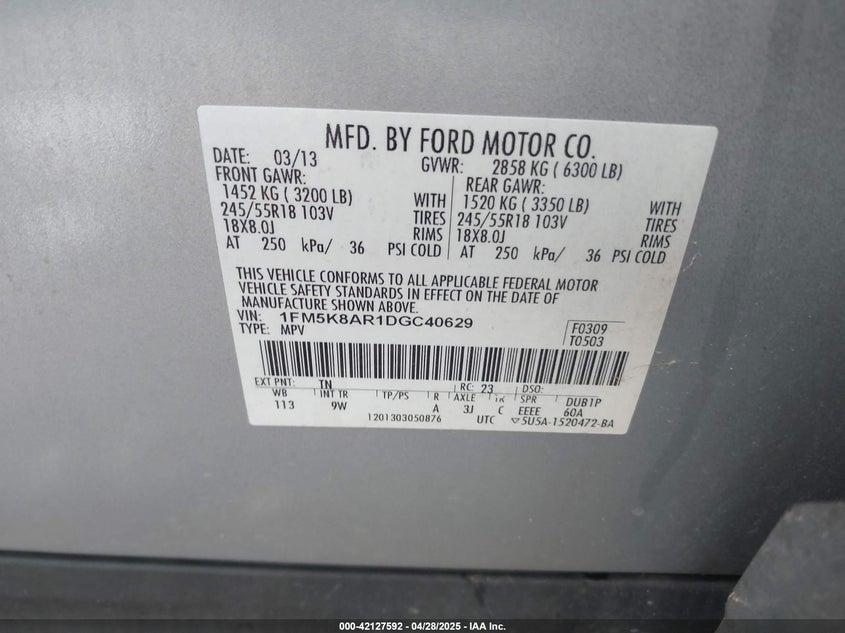 MFD. BY FORD MOTOR CO.
DATE: 03/13 GVWR: 2858 KG ( 6300 LB)
FRONT GAWR: REAR GAWR:
1452 KG ( 3200 LB) WITH 1520 KG ( 3350 LB) WITH
245/55R18 103V TIRES 245/55R18 103V TIRES
18X8.0J RIMS 18X8.0J RIMS
AT 250 kPa/ 36 PSI COLD AT 250 kPa/ 36 PSI COLD
THIS VEHICLE CONFORMS TO ALL APPLICABLE FEDERAL MOTOR
VEHICLE SAFETY STANDARDS IN EFFECT ON THE DATE OF
MANUFACTURE SHOWN ABOVE.
VIN: 1FM5K8AR1DGC40629
TYPE: MPV
F0309
T0503
EXT PNT: TN RC: 23 DSO:
WB INT TR TP/PS R AXLE TR SPR DUB1P
113 9W A 3J C EEEE 60A
1201303050876 UTC ▽5U5A-1520472-BA
000-42127592 - 04/28/2025 - IAA Inc.